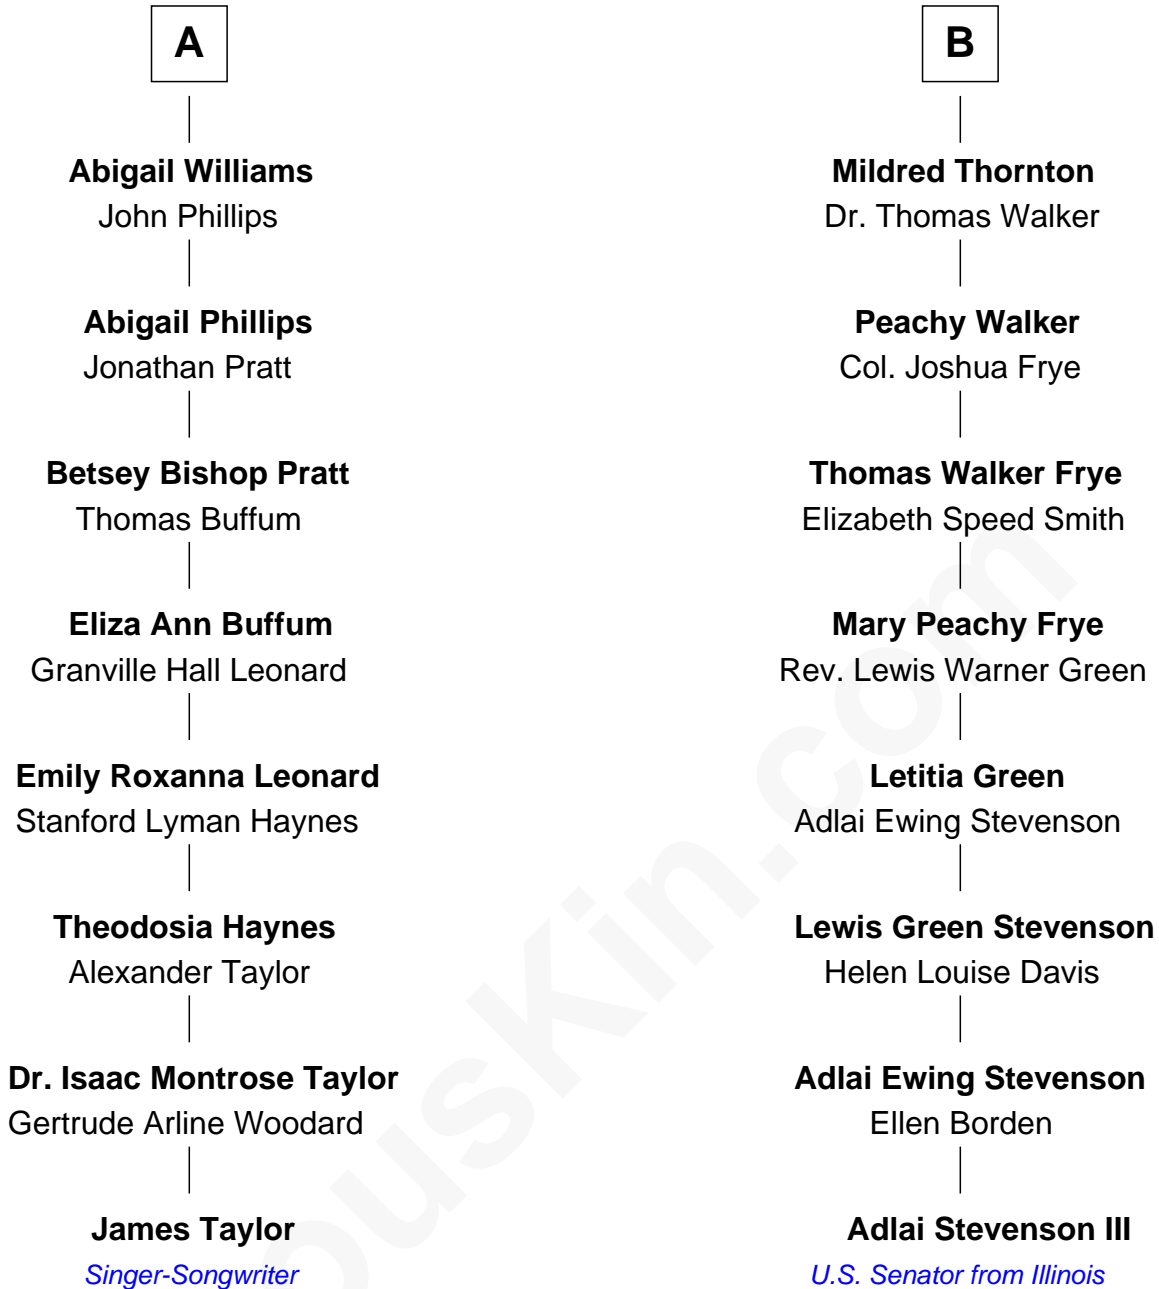 A
Abigail Williams
John Phillips
Abigail Phillips
Jonathan Pratt
Betsey Bishop Pratt
Thomas Buffum
Eliza Ann Buffum
Granville Hall Leonard
Emily Roxanna Leonard
Stanford Lyman Haynes
Theodosia Haynes
Alexander Taylor
Dr. Isaac Montrose Taylor
Gertrude Arline Woodard
James Taylor
Singer-Songwriter
B
Mildred Thornton
Dr. Thomas Walker
Peachy Walker
Col. Joshua Frye
Thomas Walker Frye
Elizabeth Speed Smith
Mary Peachy Frye
Rev. Lewis Warner Green
Letitia Green
Adlai Ewing Stevenson
Lewis Green Stevenson
Helen Louise Davis
Adlai Ewing Stevenson
Ellen Borden
Adlai Stevenson III
U.S. Senator from Illinois
ousKin.com